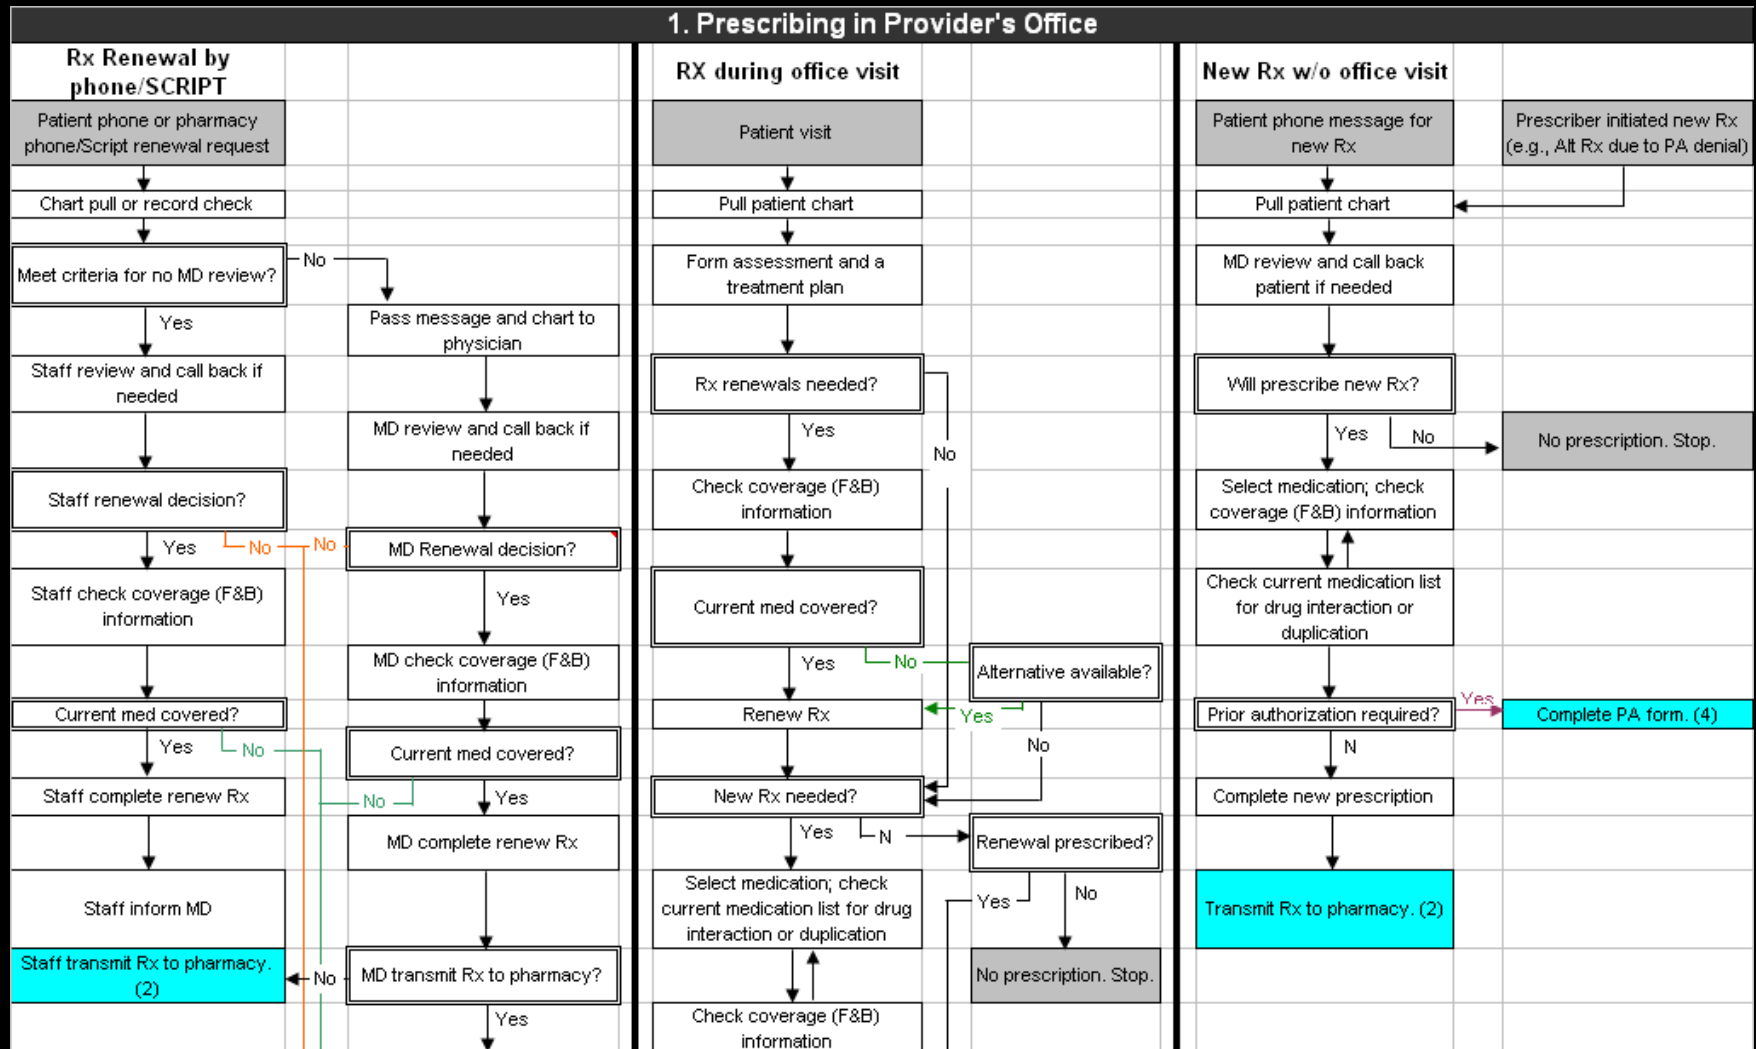 1. Prescribing in Provider's Office
Rx Renewal by
phone/SCRIPT
Patient phone or pharmacy
phone/Script renewal request
Chart pull or record check
Meet criteria for no MD review?
No
Yes
Pass message and chart to
physician
Staff review and call back if
needed
MD review and call back if
needed
Staff renewal decision?
Yes
No
No
MD Renewal decision?
Staff check coverage (F&B)
information
Yes
MD check coverage (F&B)
information
Current med covered?
Yes
No
Current med covered?
Staff complete renew Rx
No
Yes
MD complete renew Rx
Staff inform MD
Staff transmit Rx to pharmacy.
(2)
No
MD transmit Rx to pharmacy?
Yes
RX during office visit
Patient visit
Pull patient chart
Form assessment and a
treatment plan
Rx renewals needed?
Yes
No
Check coverage (F&B)
information
Current med covered?
Yes
No
Alternative available?
Renew Rx
Yes
No
New Rx needed?
Yes
N
Renewal prescribed?
Select medication; check
current medication list for drug
interaction or duplication
Yes
No
No prescription. Stop.
Check coverage (F&B)
information
New Rx w/o office visit
Patient phone message for
new Rx
Prescriber initiated new Rx
(e.g., Alt Rx due to PA denial)
Pull patient chart
MD review and call back
patient if needed
Will prescribe new Rx?
Yes
No
No prescription. Stop.
Select medication; check
coverage (F&B) information
Check current medication list
for drug interaction or
duplication
Prior authorization required?
Yes
Complete PA form. (4)
N
Complete new prescription
Transmit Rx to pharmacy. (2)